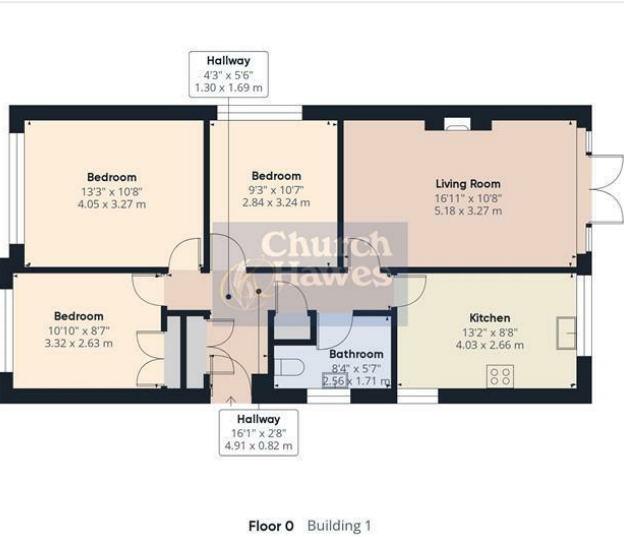 Hallway
4'3" x 5'6"
1.30 x 1.69 m
Bedroom
13'3" x 10'8"
4.05 x 3.27 m
Bedroom
9'3" x 10'7"
2.84 x 3.24 m
Living Room
16'11" x 10'8"
5.18 x 3.27 m
Church
Hawes
Bedroom
10'10" x 8'7"
3.32 x 2.63 m
Kitchen
13'2" x 8'8"
4.03 x 2.66 m
Bathroom
8'4" x 5'7"
2.56 x 1.71 m
Hallway
16'1" x 2'8"
4.91 x 0.82 m
Floor 0 Building 1